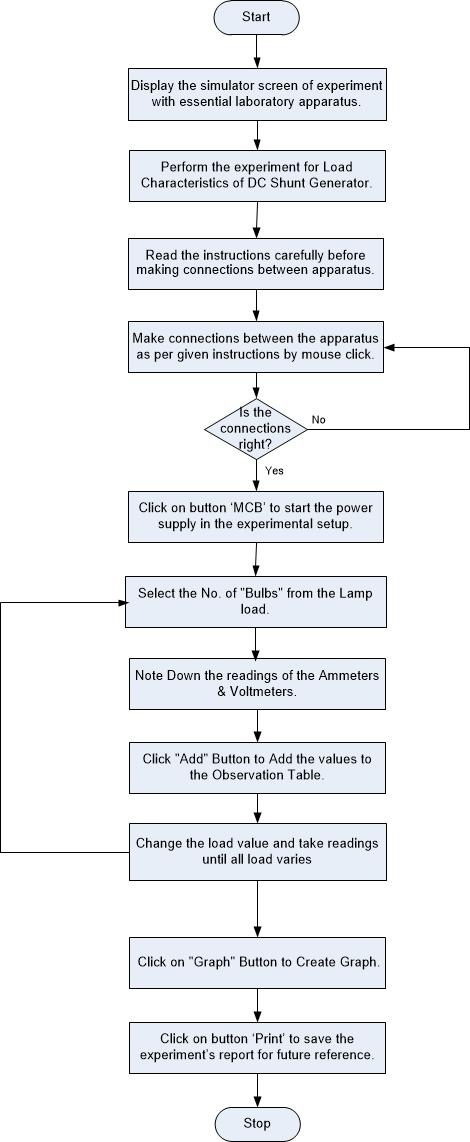 Start
Display the simulator screen of experiment
with essential laboratory apparatus.
Perform the experiment for Load
Characteristics of DC Shunt Generator.
Read the instructions carefully before
making connections between apparatus.
Make connections between the apparatus
as per given instructions by mouse click.
Is the
connections
right?
No
Yes
Click on button ‘MCB’ to start the power
supply in the experimental setup.
Select the No. of "Bulbs" from the Lamp
load.
Note Down the readings of the Ammeters
& Voltmeters.
Click "Add" Button to Add the values to
the Observation Table.
Change the load value and take readings
until all load varies
Click on "Graph" Button to Create Graph.
Click on button ‘Print’ to save the
experiment’s report for future reference.
Stop